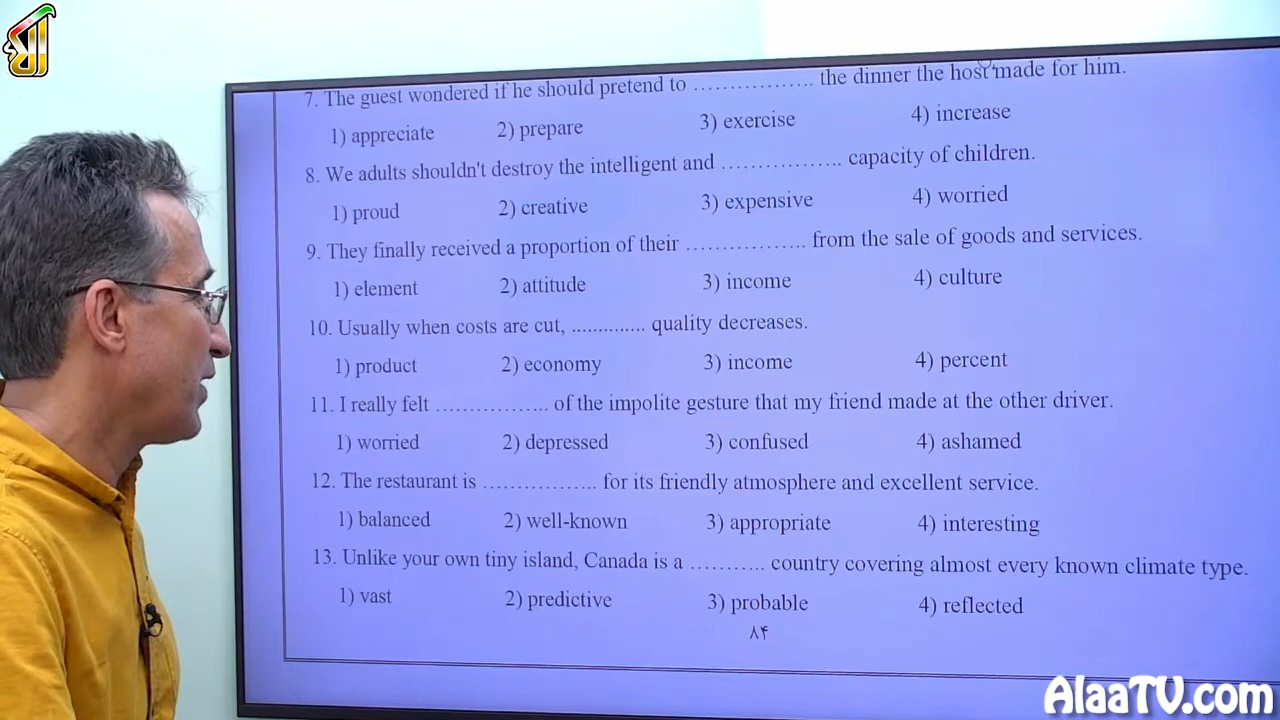 آلاء
7. The guest wondered if he should pretend to ................. the dinner the host made for him.
1) appreciate 2) prepare 3) exercise 4) increase
8. We adults shouldn't destroy the intelligent and ................. capacity of children.
1) proud 2) creative 3) expensive 4) worried
9. They finally received a proportion of their ................. from the sale of goods and services.
1) element 2) attitude 3) income 4) culture
10. Usually when costs are cut, .............. quality decreases.
1) product 2) economy 3) income 4) percent
11. I really felt ................. of the impolite gesture that my friend made at the other driver.
1) worried 2) depressed 3) confused 4) ashamed
12. The restaurant is ................. for its friendly atmosphere and excellent service.
1) balanced 2) well-known 3) appropriate 4) interesting
13. Unlike your own tiny island, Canada is a ........... country covering almost every known climate type.
1) vast 2) predictive 3) probable 4) reflected
۸۴
AlaaTV.com